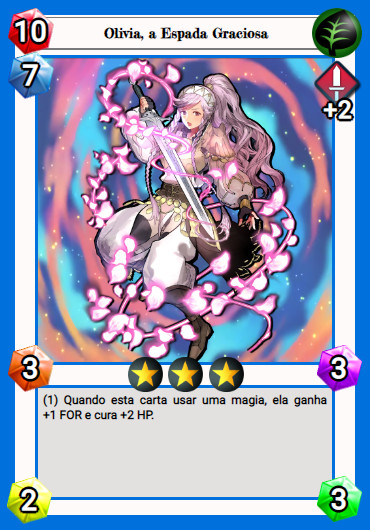 10
Olivia, a Espada Graciosa
7
+2
3
3
(1) Quando esta carta usar uma magia, ela ganha
+1 FOR e cura +2 HP.
2
3